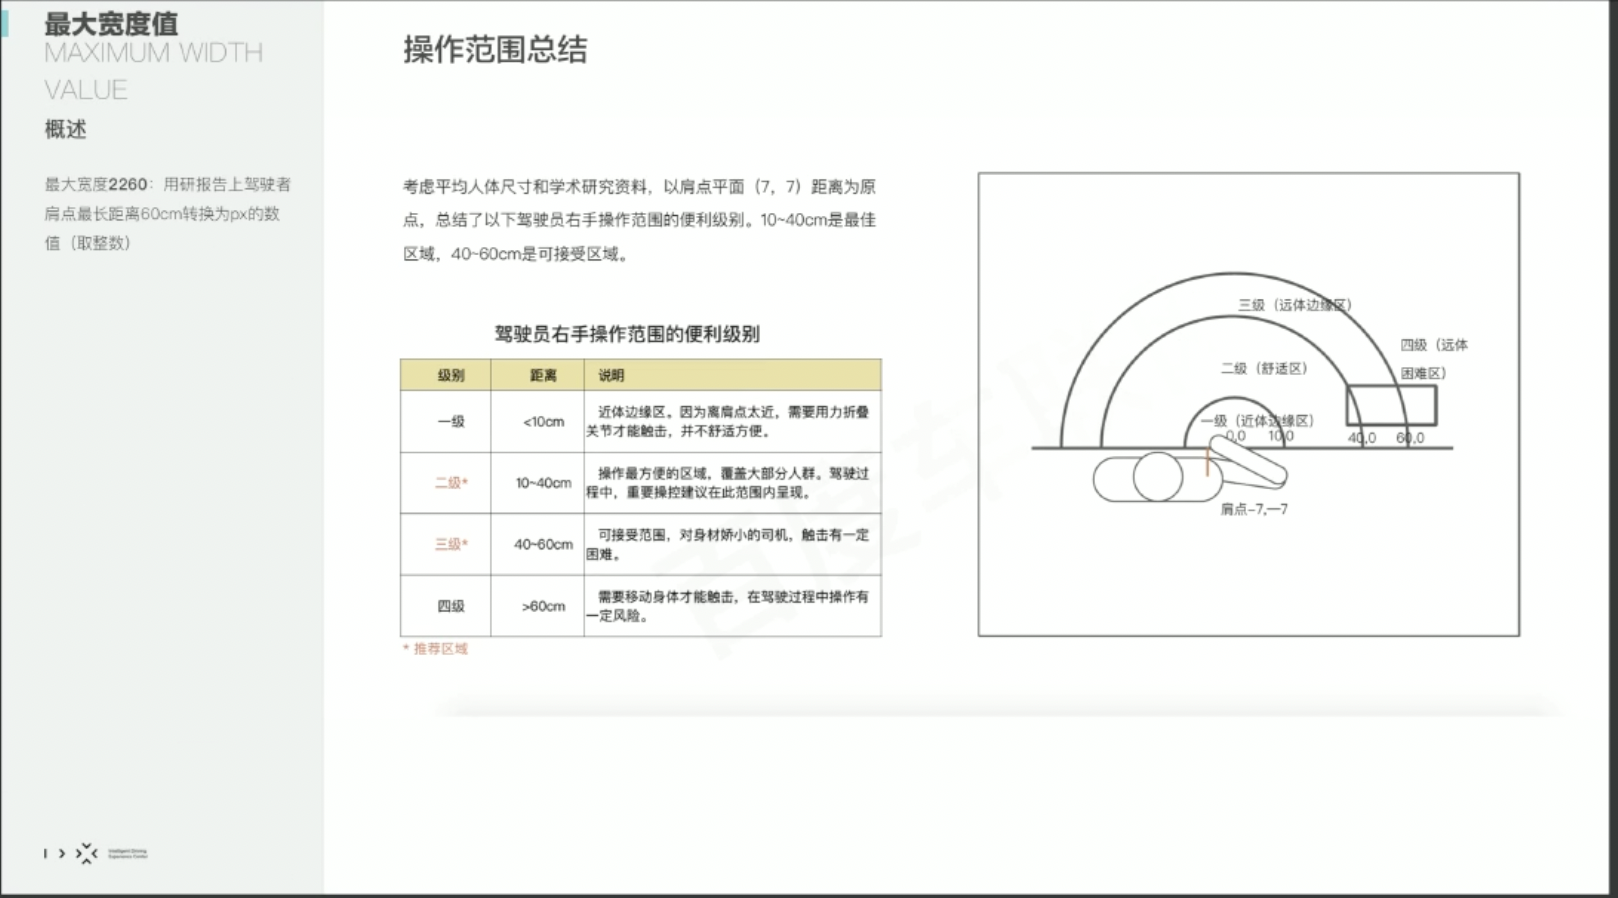 最大宽度值
MAXIMUM WIDTH
VALUE
概述
最大宽度2260：用研报告上驾驶者
肩点最长距离60cm转换为px的数
值（取整数）
操作范围总结
考虑平均人体尺寸和学术研究资料，以肩点平面（7，7）距离为原
点，总结了以下驾驶员右手操作范围的便利级别。10~40cm是最佳
区域，40~60cm是可接受区域。
驾驶员右手操作范围的便利级别
级别 距离 说明
一级 <10cm 近体边缘区。因为离肩点太近，需要用力折叠
关节才能触击，并不舒适方便。
二级* 10~40cm 操作最方便的区域，覆盖大部分人群。驾驶过
程中，重要操控建议在此范围内呈现。
三级* 40~60cm 可接受范围，对身材娇小的司机，触击有一定
困难。
四级 >60cm 需要移动身体才能触击，在驾驶过程中操作有
一定风险。
* 推荐区域
三级（远体边缘区）
四级（远体
困难区）
二级（舒适区）
一级（近体边缘区）
0,0 10,0 40,0 60,0
肩点-7,一7
Intelligent Driving
Experience Center